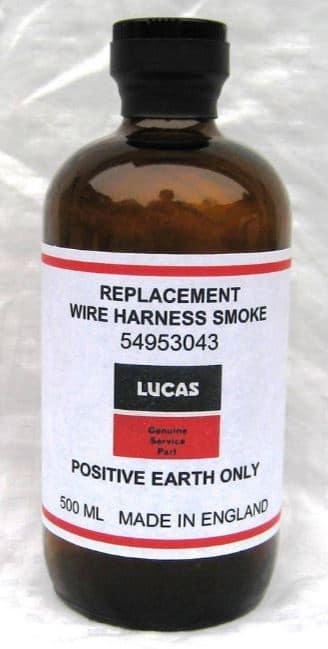 REPLACEMENT
WIRE HARNESS SMOKE
54953043
LUCAS
Genuine
Service
Part
POSITIVE EARTH ONLY
500 ML MADE IN ENGLAND